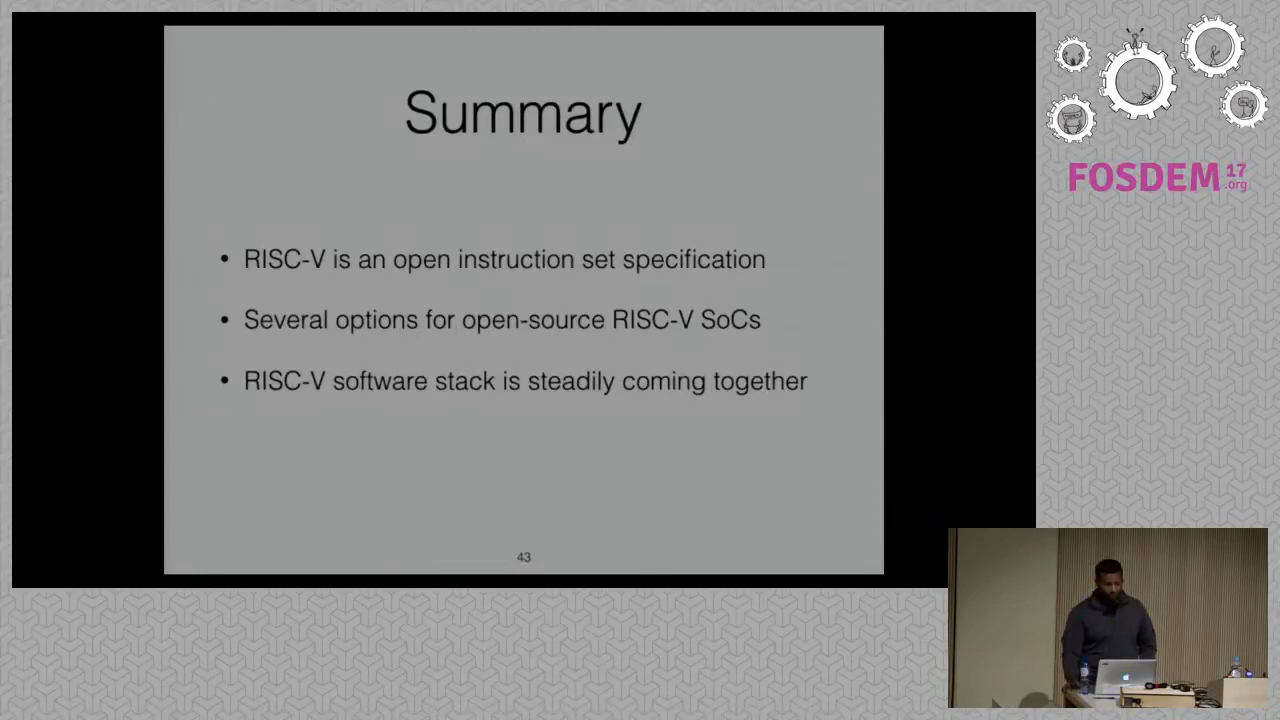 Summary
• RISC-V is an open instruction set specification
• Several options for open-source RISC-V SoCs
• RISC-V software stack is steadily coming together
43
FOSDEM 17
.org